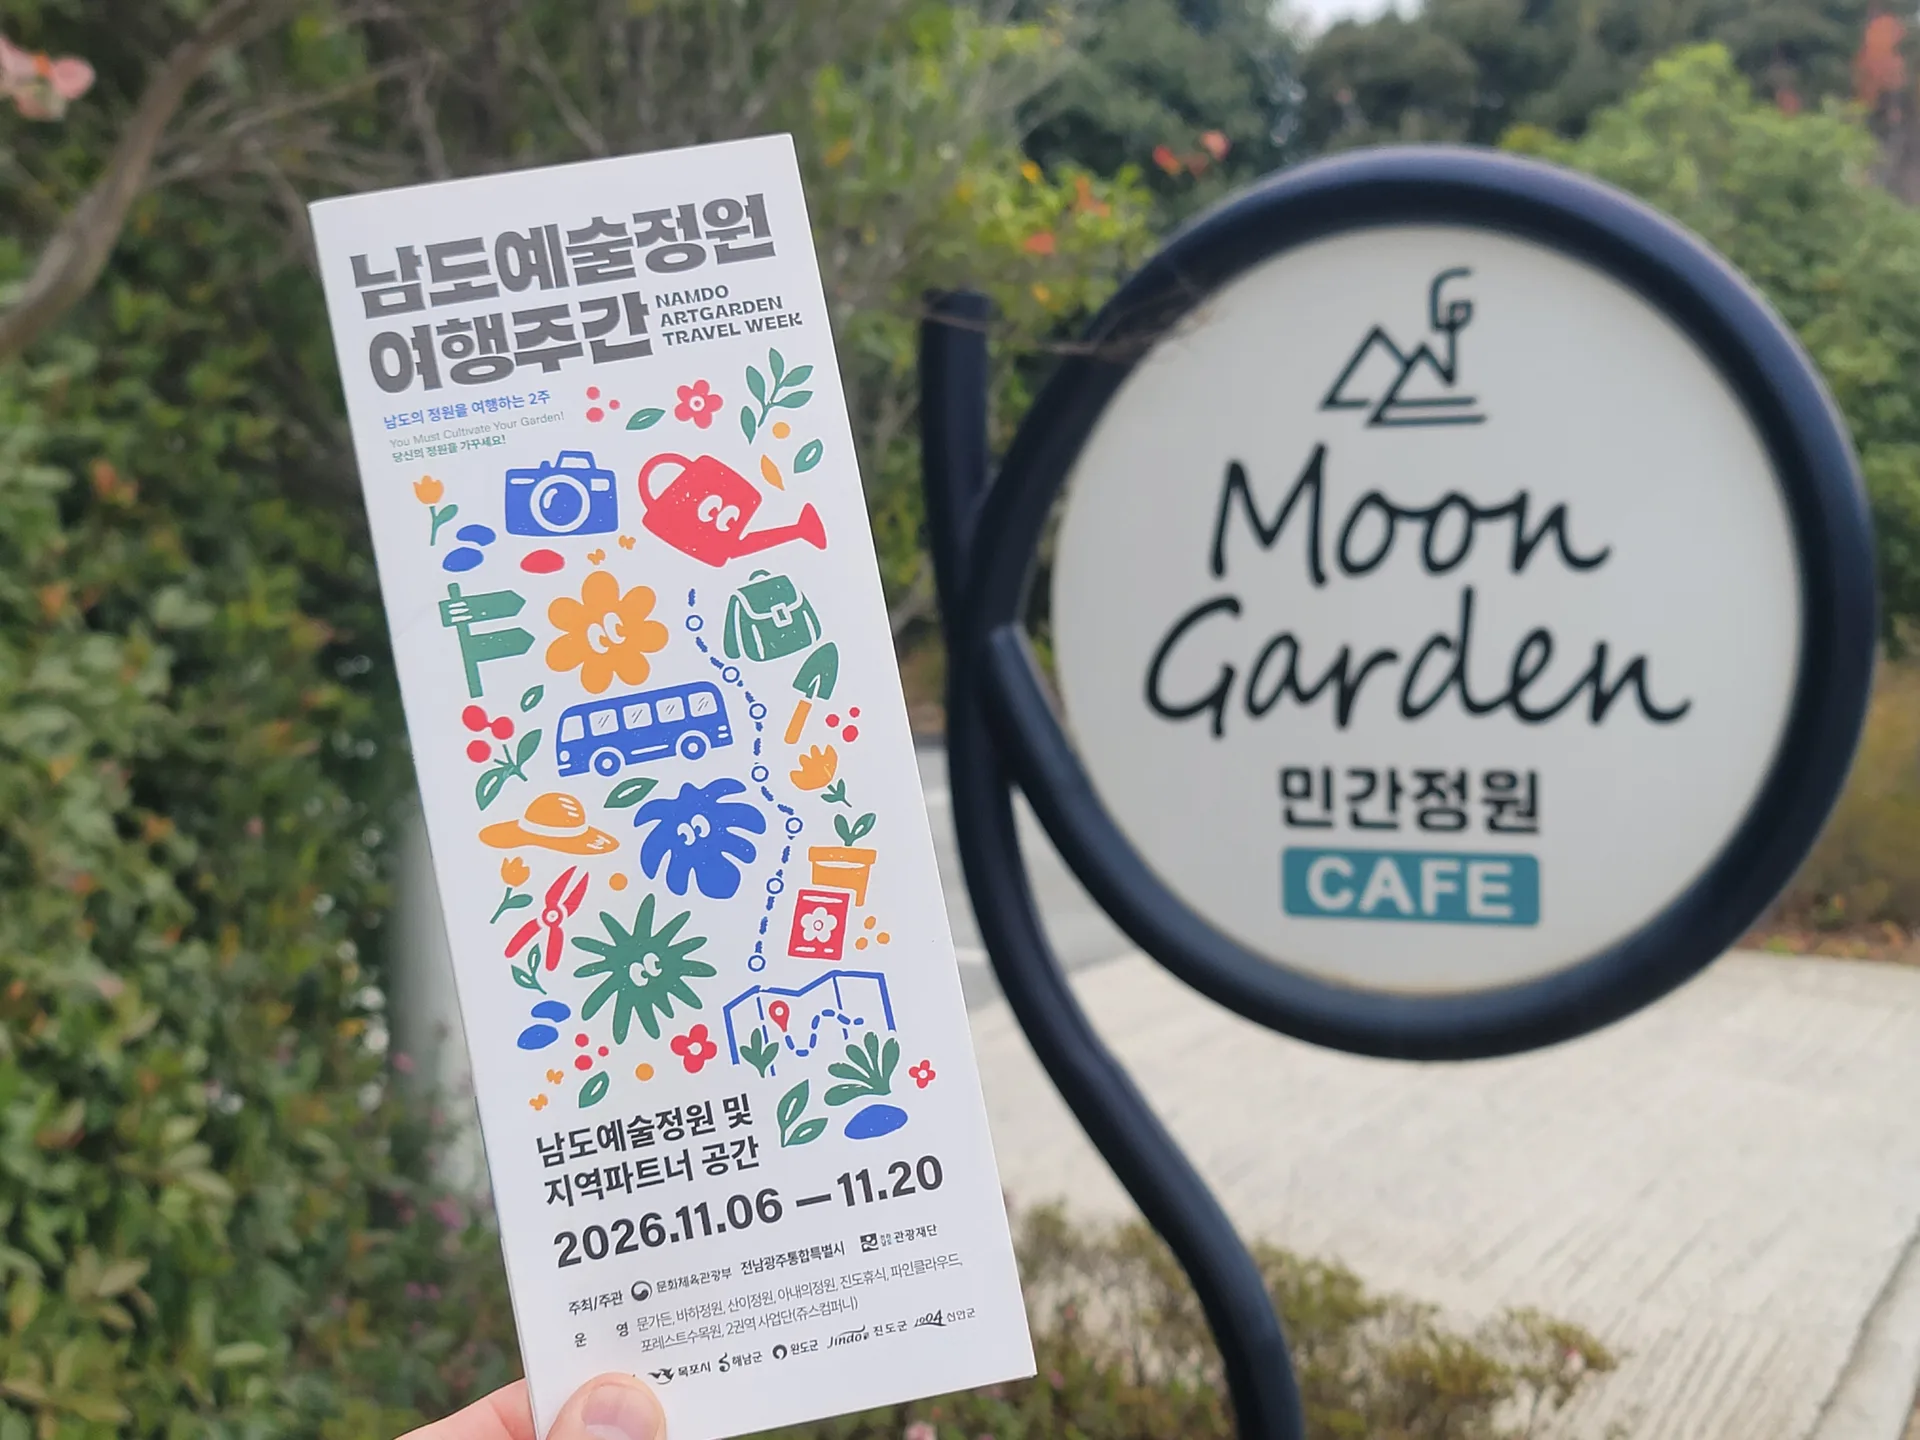 남도예술정원
여행주간
NAMDO
ARTGARDEN
TRAVEL WEEK
남도의 정원을 여행하는 2주
You Must Cultivate Your Garden!
당신의 정원을 가꾸세요!
남도예술정원 및
지역파트너 공간
2026.11.06 — 11.20
주최/주관 문화체육관광부 전남광주통합특별시 관광재단
운 영 문가든, 바하정원, 산이정원, 아내의정원, 진도휴식, 파인클라우드,
포레스트수목원, 2권역 사업단(쥬스컴퍼니)
목포시 해남군 완도군 Jindo 진도군 1004 신안군
Moon
Garden
민간정원
CAFE